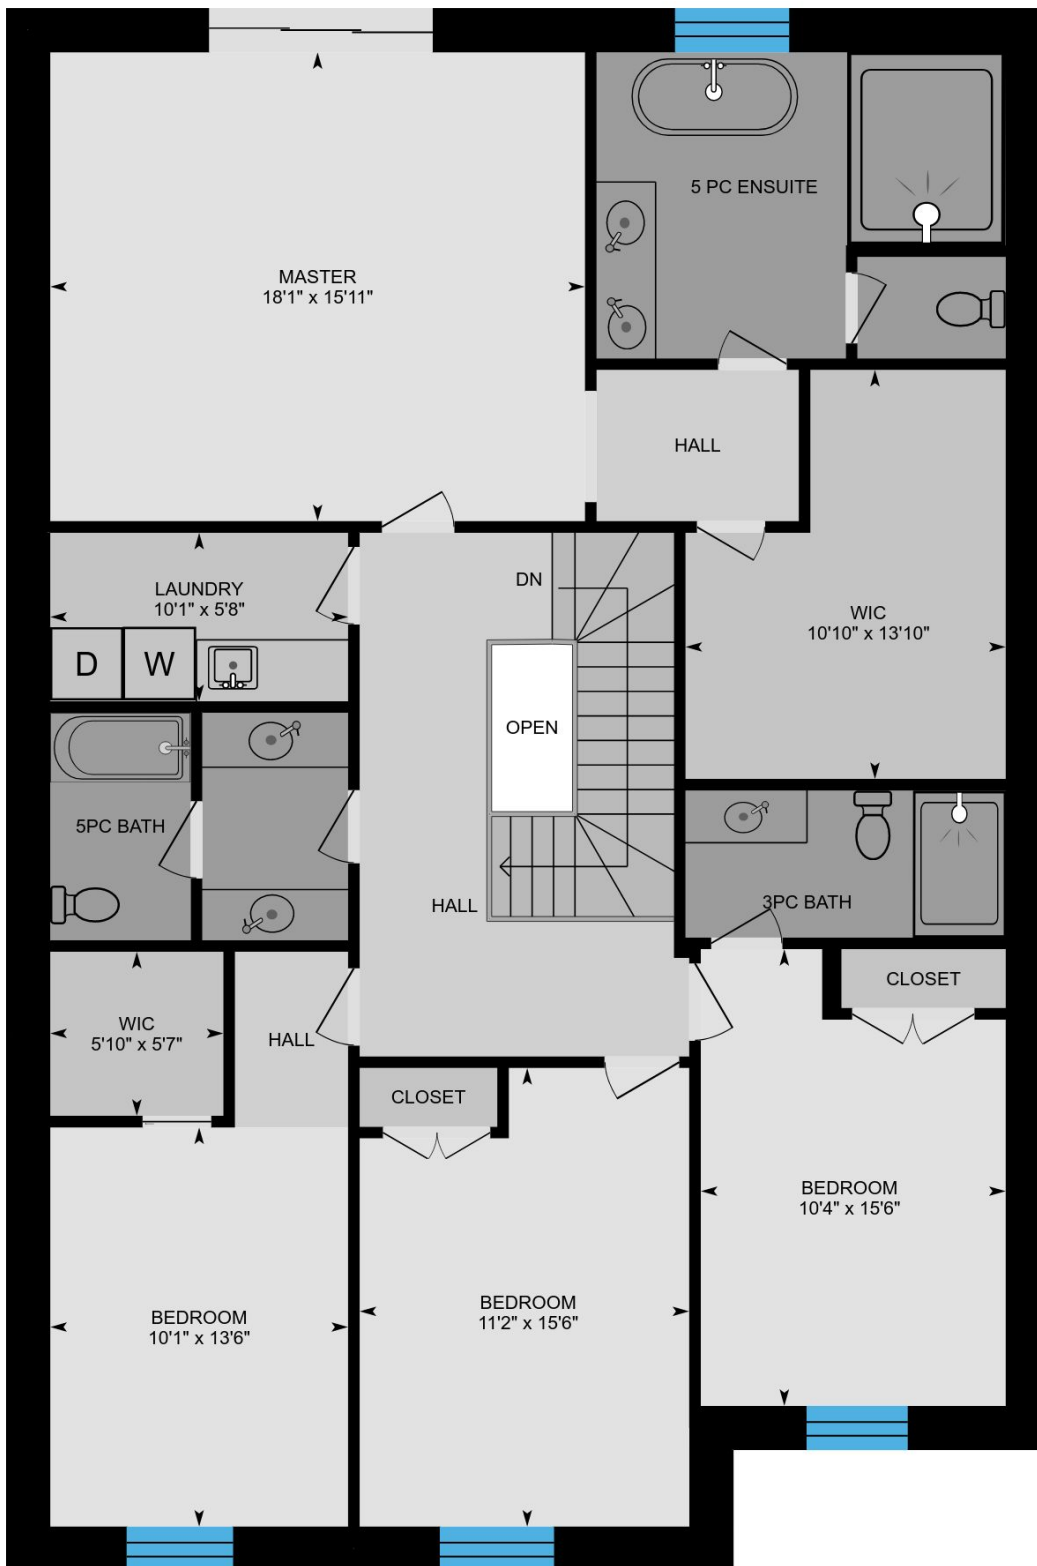 5 PC ENSUITE
MASTER
18'1" x 15'11"
HALL
DN
LAUNDRY
10'1" x 5'8"
WIC
10'10" x 13'10"
D
W
OPEN
5PC BATH
HALL
3PC BATH
CLOSET
WIC
5'10" x 5'7"
HALL
CLOSET
BEDROOM
10'4" x 15'6"
BEDROOM
11'2" x 15'6"
BEDROOM
10'1" x 13'6"